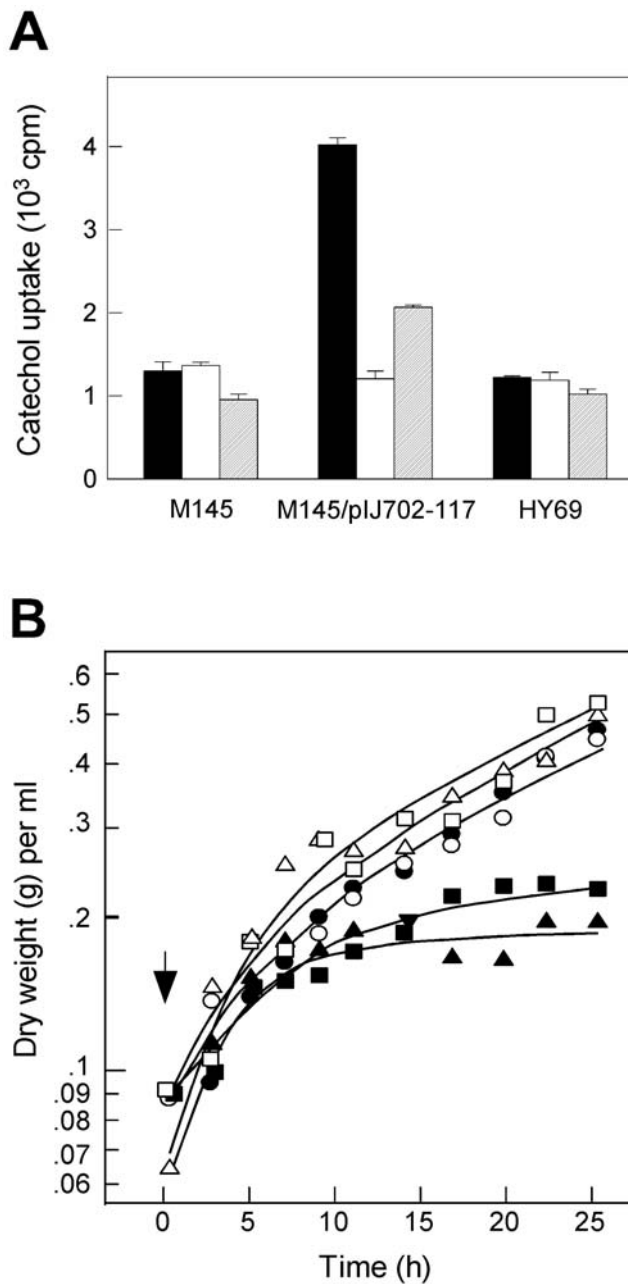 A
Catechol uptake (10³ cpm)
4
3
2
1
0
M145 M145/pIJ702-117 HY69
B
Dry weight (g) per ml
.6
.5
.4
.3
.2
.1
.09
.08
.07
.06
0 5 10 15 20 25
Time (h)